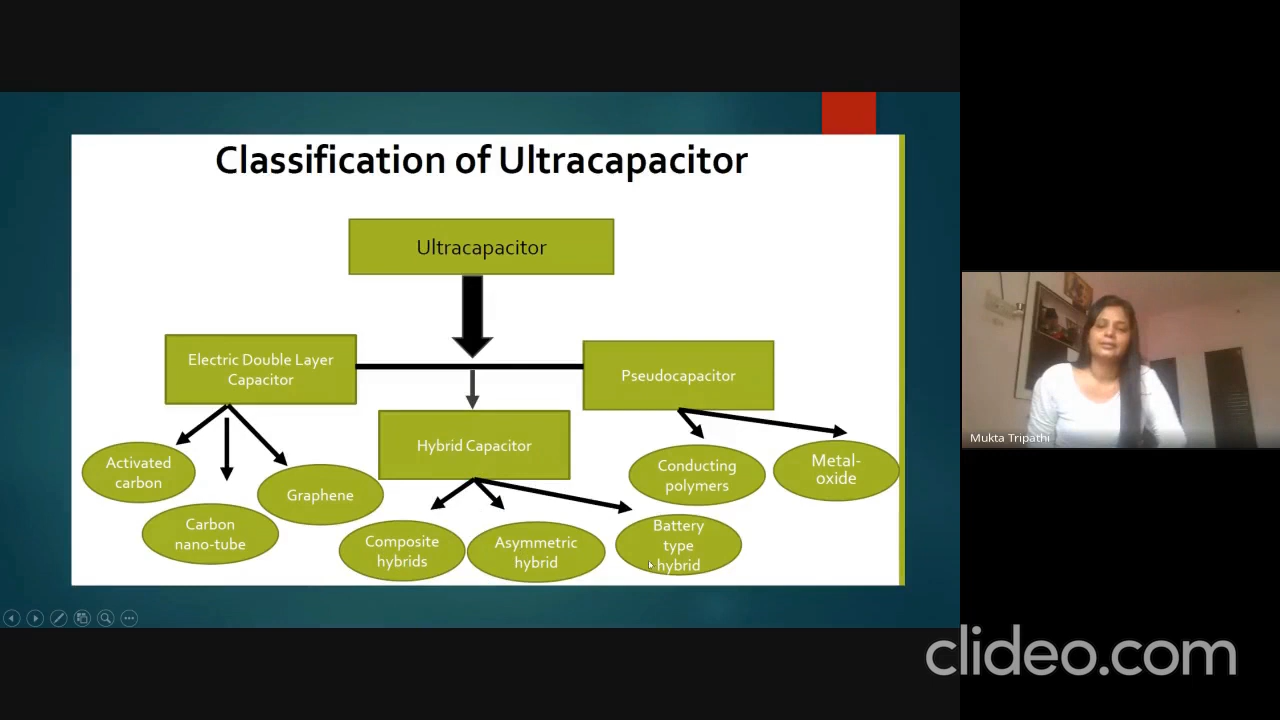 Classification of Ultracapacitor
Ultracapacitor
Electric Double Layer
Capacitor
Pseudocapacitor
Hybrid Capacitor
Activated
carbon
Carbon
nano-tube
Graphene
Composite
hybrids
Asymmetric
hybrid
Battery
type
hybrid
Conducting
polymers
Metal-
oxide
Mukta Tripathi
clideo.com